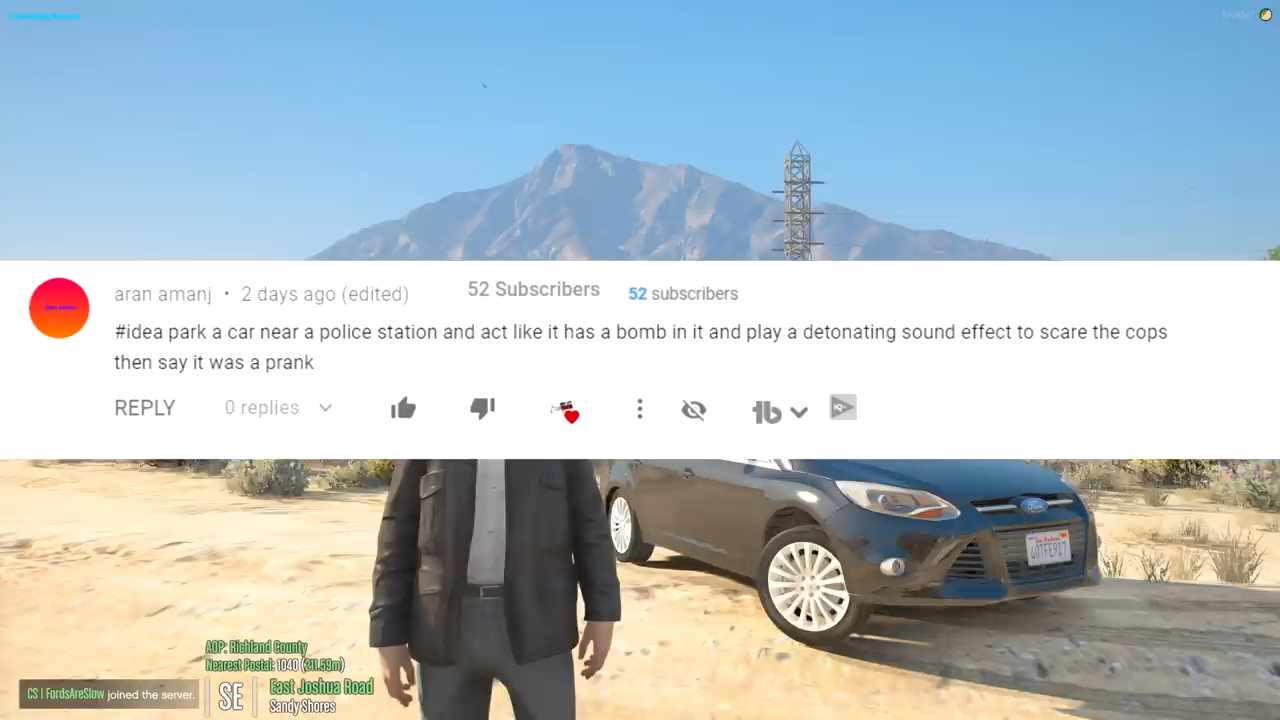 aran amanj • 2 days ago (edited) 52 Subscribers 52 subscribers
#idea park a car near a police station and act like it has a bomb in it and play a detonating sound effect to scare the cops
then say it was a prank
REPLY 0 replies
Ford
AOP: Richland County
Nearest Postal: 1040 (211.59m)
CS | FordsAreSlow joined the server.
SE
East Joshua Road
Sandy Shores